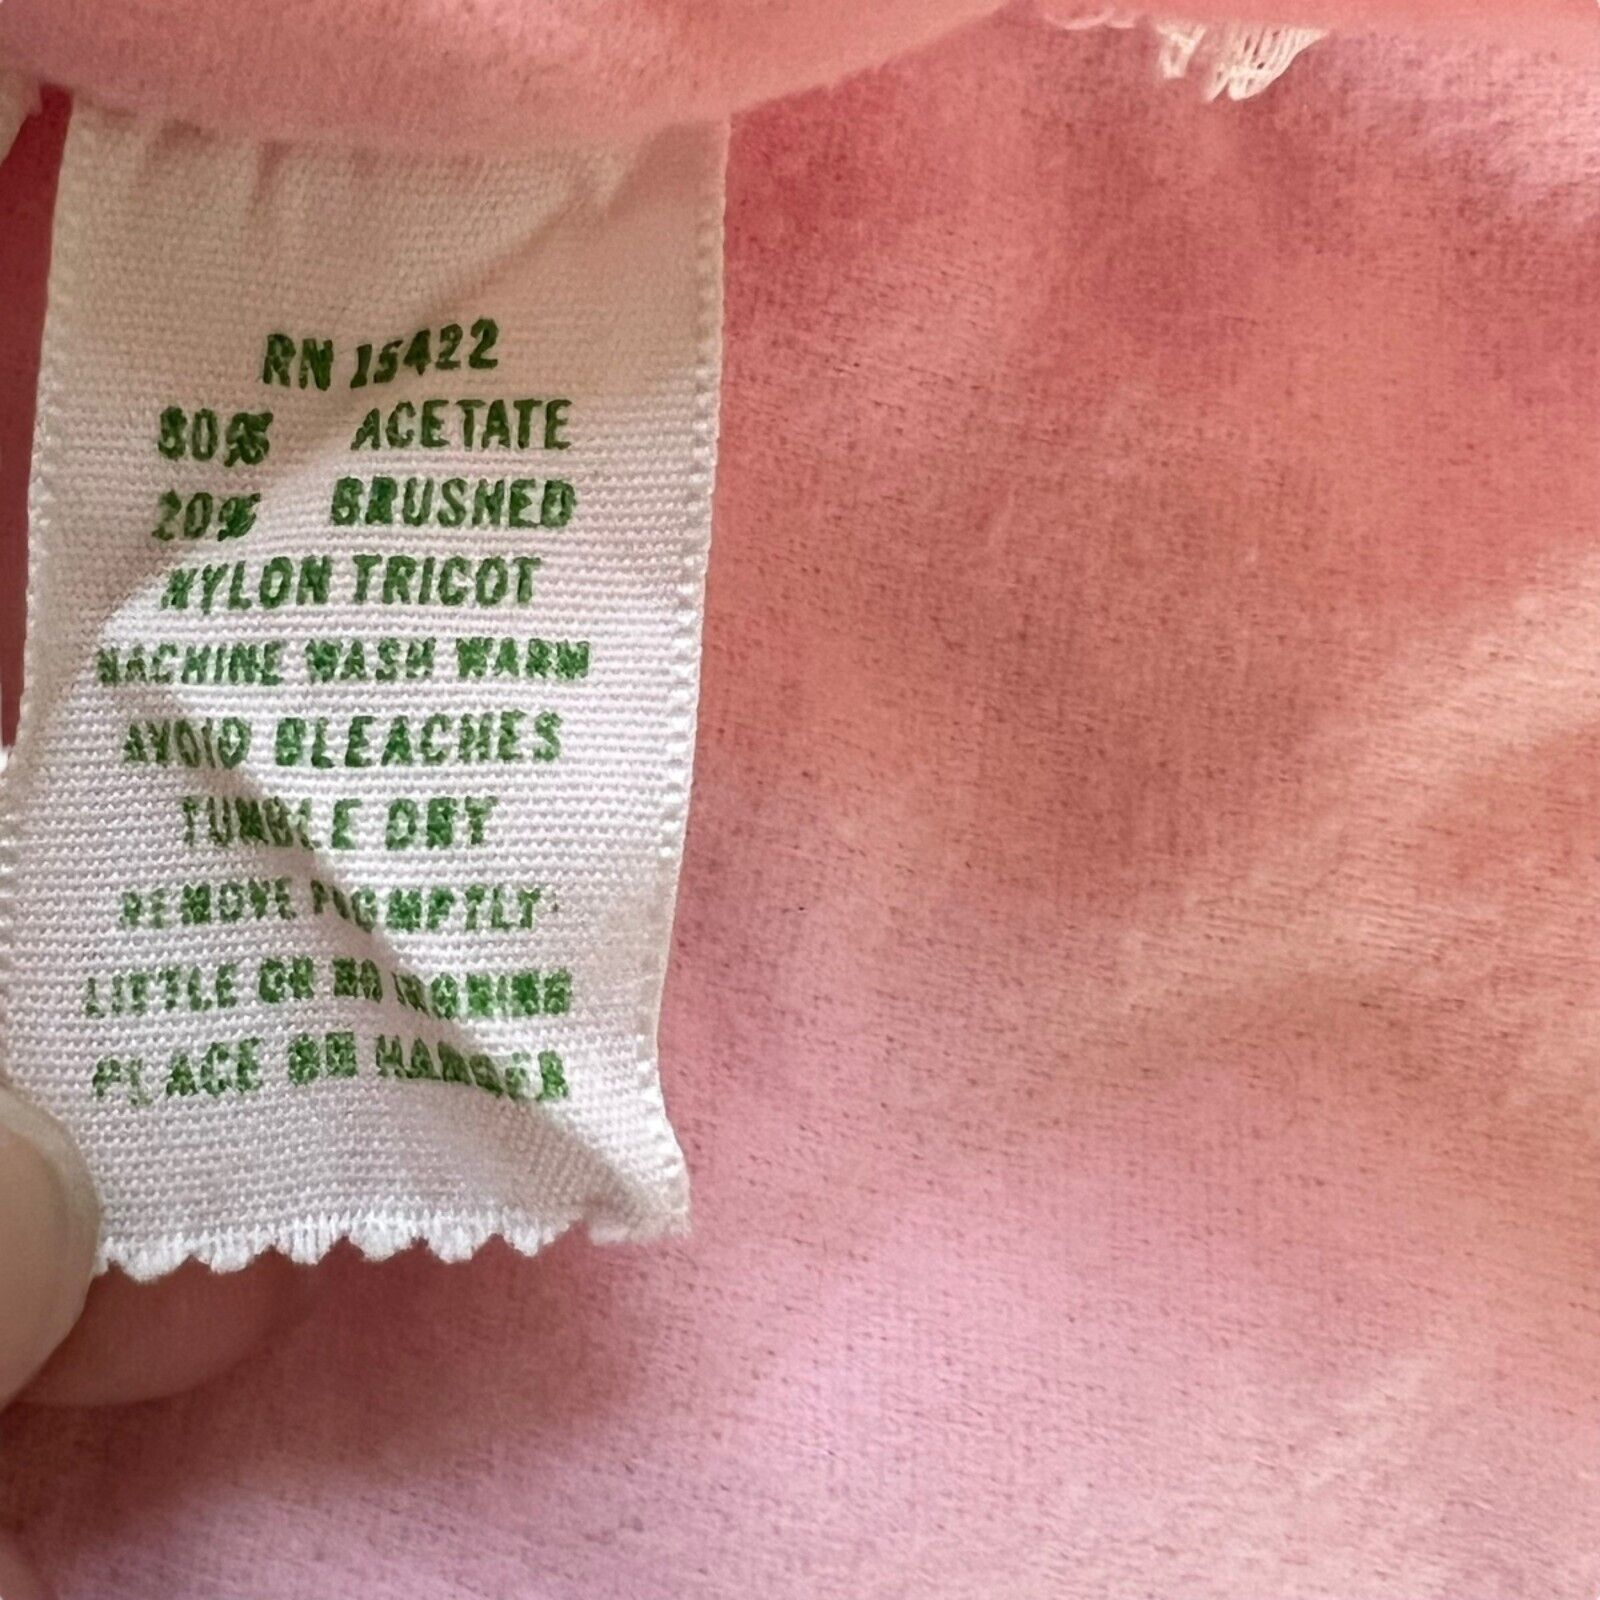 RN 15422
80% ACETATE
20% BRUSHED
NYLON TRICOT
MACHINE WASH WARM
AVOID BLEACHES
TUMBLE DRY
REMOVE PROMPTLY
LITTLE OR NO IRONING
PLACE ON HANGER